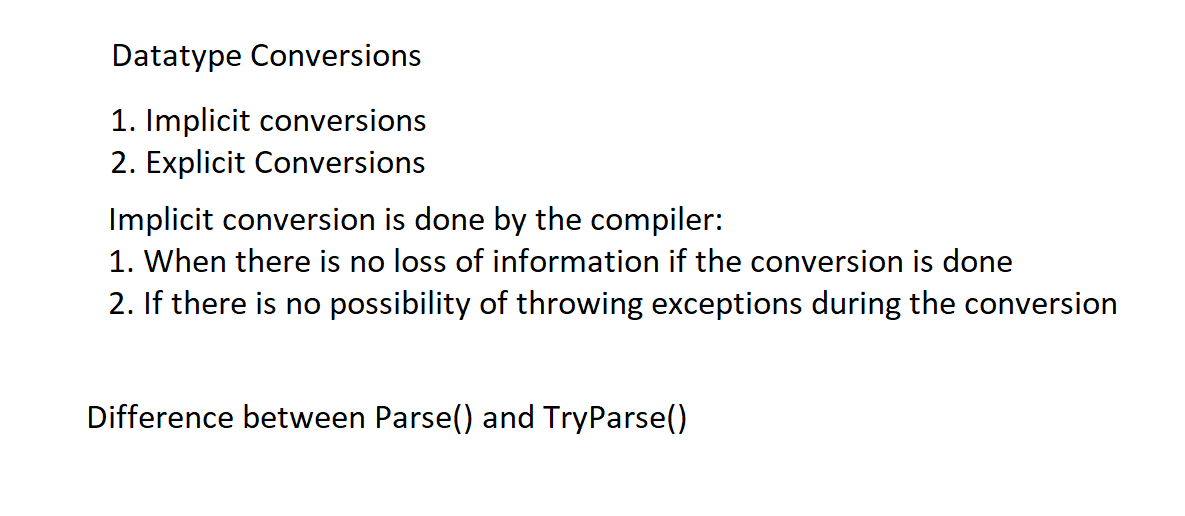 Datatype Conversions
1. Implicit conversions
2. Explicit Conversions
Implicit conversion is done by the compiler:
1. When there is no loss of information if the conversion is done
2. If there is no possibility of throwing exceptions during the conversion
Difference between Parse() and TryParse()